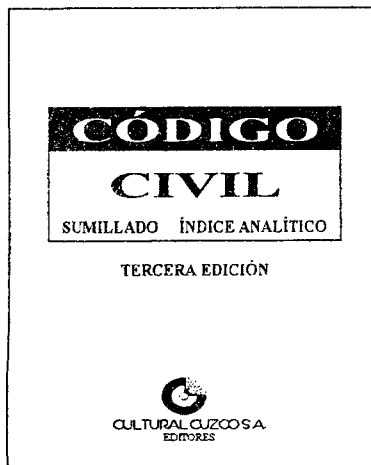 CÓDIGO
CIVIL
SUMILLADO ÍNDICE ANALÍTICO
TERCERA EDICIÓN
CULTURAL CUZCO S.A.
EDITORES